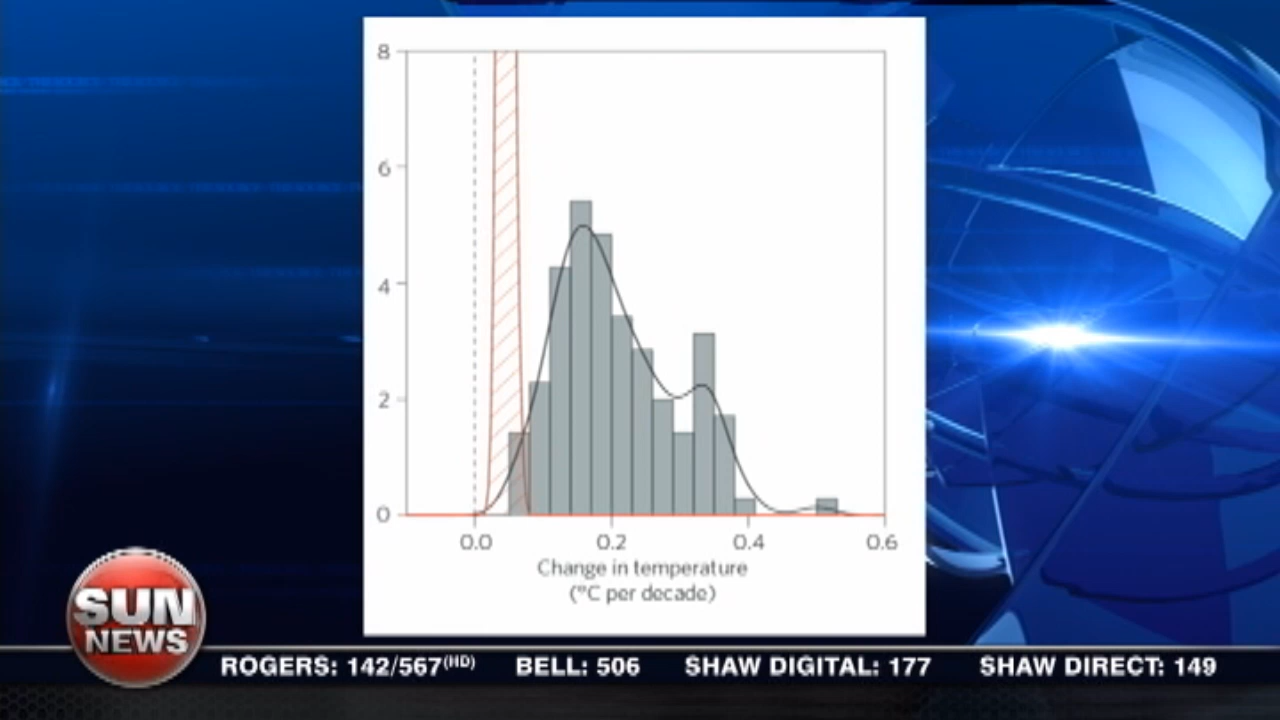 8
6
4
2
0
0.0 0.2 0.4 0.6
Change in temperature
(°C per decade)
SUN
NEWS
ROGERS: 142/567(HD) BELL: 506 SHAW DIGITAL: 177 SHAW DIRECT: 149